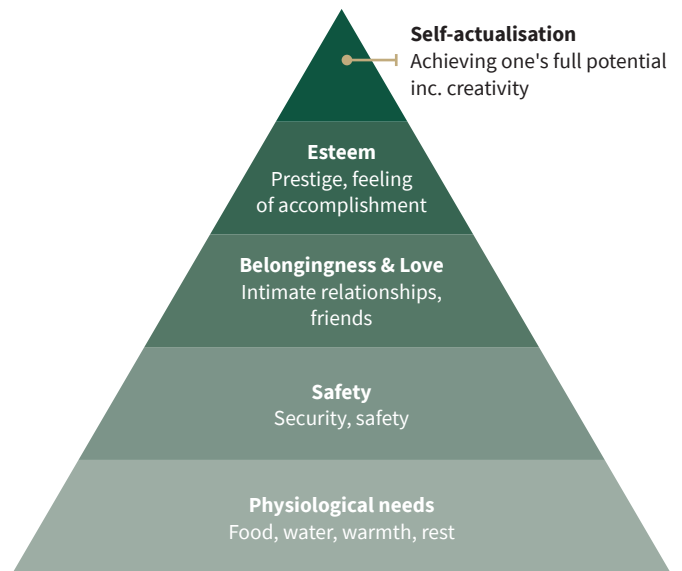 Self-actualisation
Achieving one's full potential
inc. creativity
Esteem
Prestige, feeling
of accomplishment
Belongingness & Love
Intimate relationships,
friends
Safety
Security, safety
Physiological needs
Food, water, warmth, rest